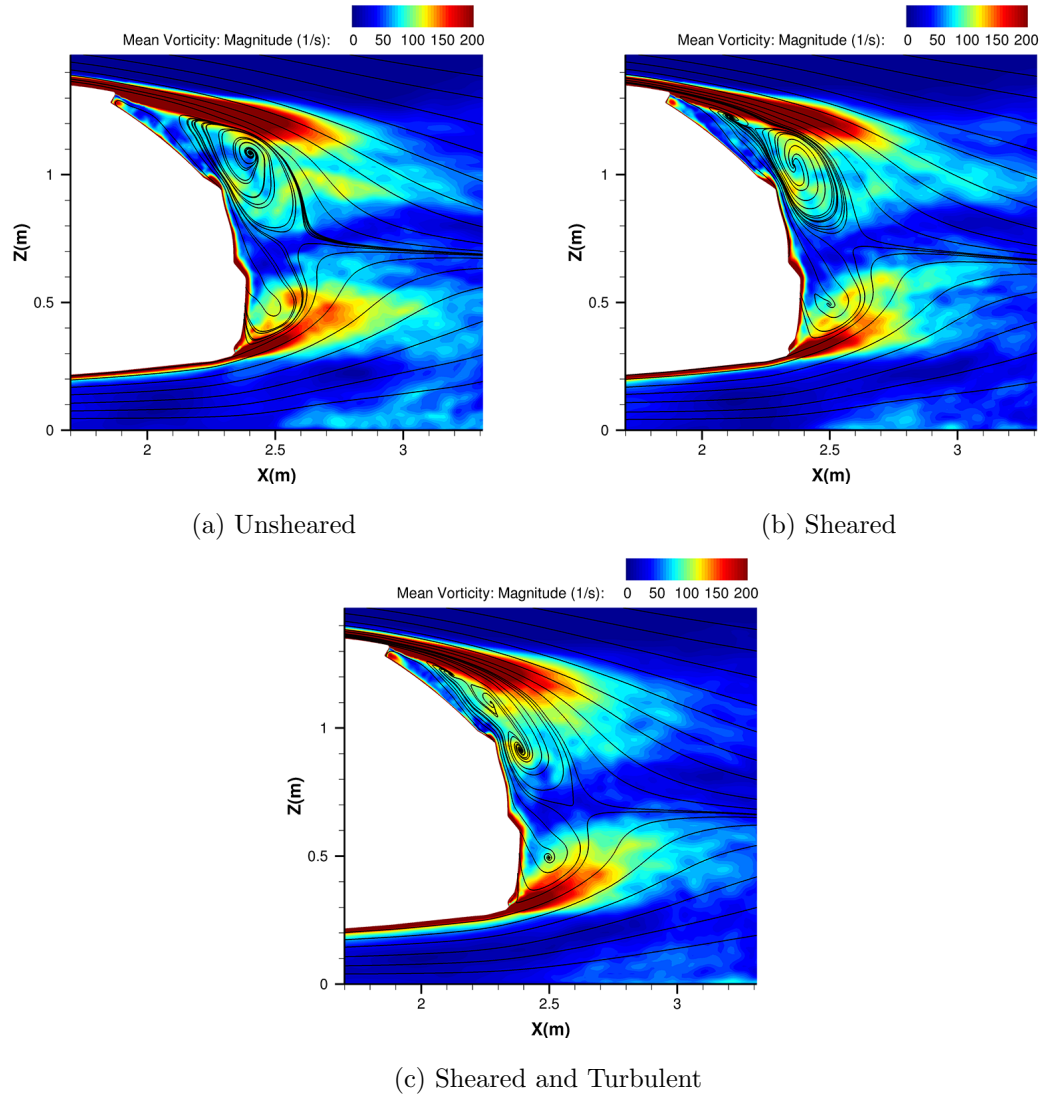 Mean Vorticity: Magnitude (1/s): 0 50 100 150 200
Z(m)
1
0.5
0
2 2.5 3
X(m)
(a) Unsheared
Mean Vorticity: Magnitude (1/s): 0 50 100 150 200
Z(m)
1
0.5
0
2 2.5 3
X(m)
(b) Sheared
Mean Vorticity: Magnitude (1/s): 0 50 100 150 200
Z(m)
1
0.5
0
2 2.5 3
X(m)
(c) Sheared and Turbulent